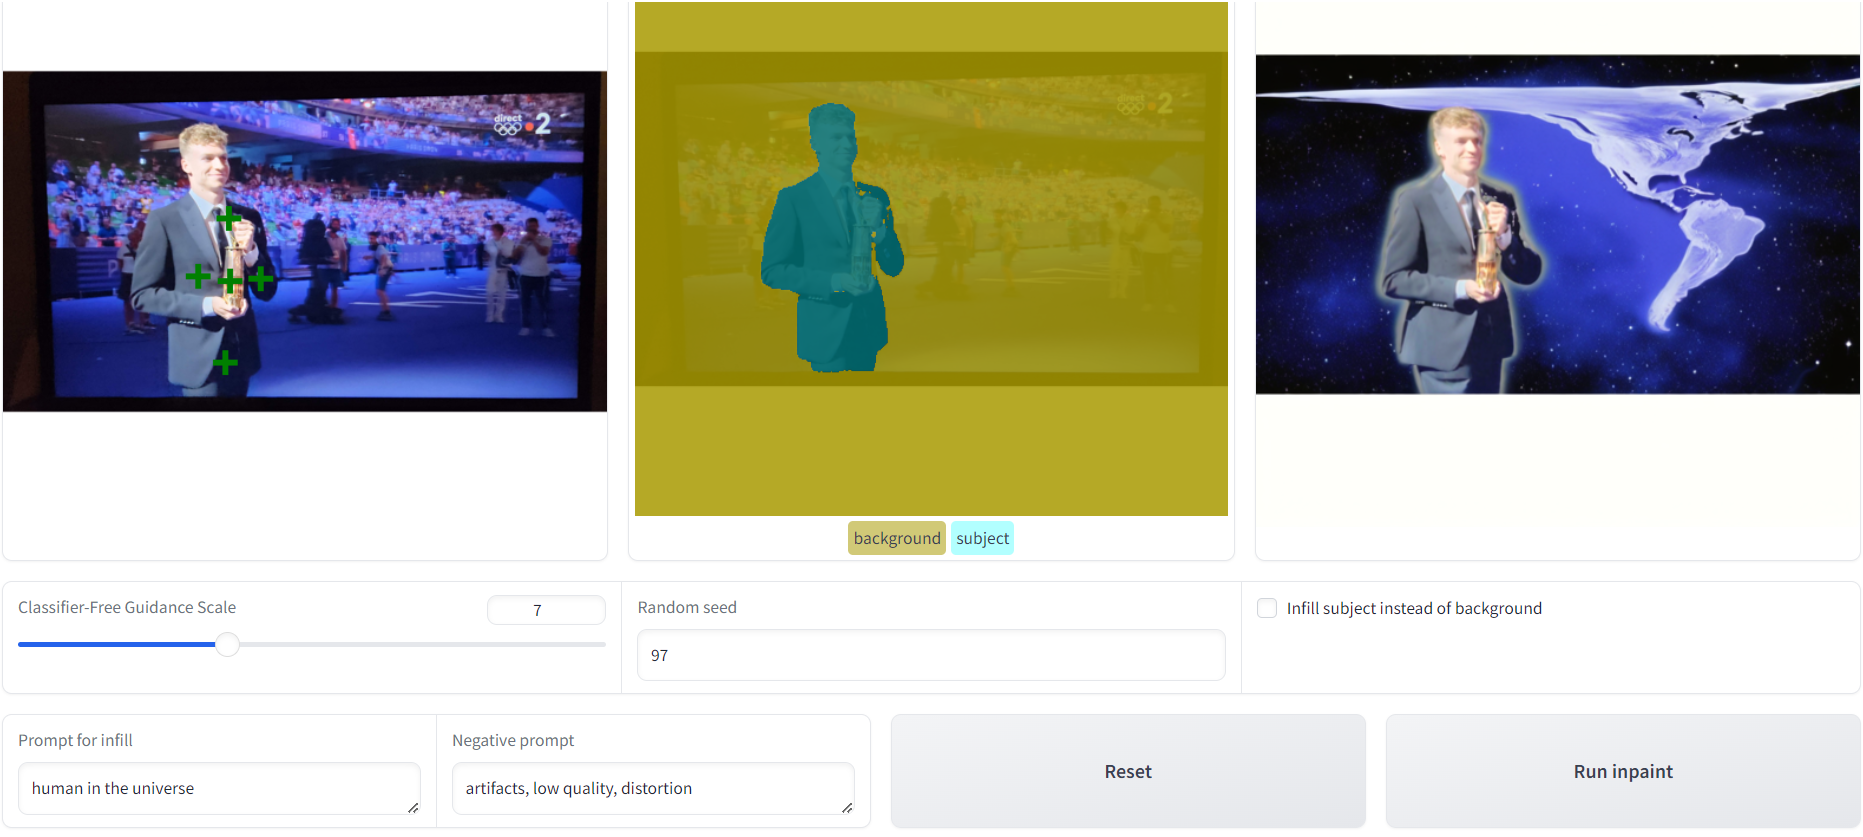 direct
2
direct
2
background
subject
Classifier-Free Guidance Scale
7
Random seed
97
Infill subject instead of background
Prompt for infill
human in the universe
Negative prompt
artifacts, low quality, distortion
Reset
Run inpaint